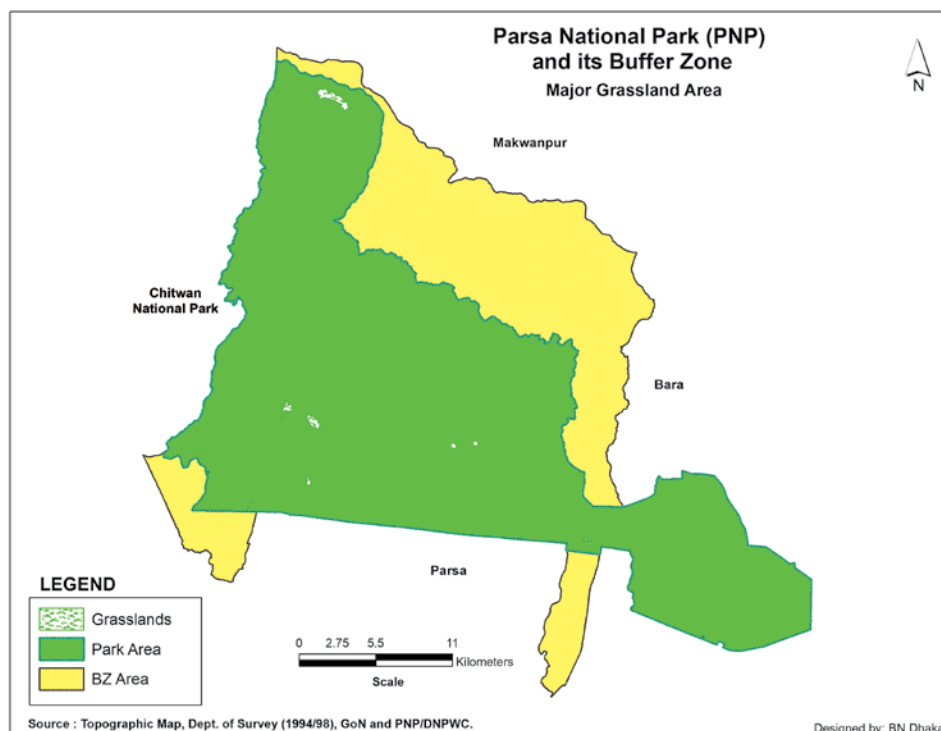 Parsa National Park (PNP)
and its Buffer Zone
Major Grassland Area
N
Makwanpur
Chitwan
National Park
Bara
Parsa
LEGEND
Grasslands
Park Area
BZ Area
0 2.75 5.5 11
Kilometers
Scale
Source : Topographic Map, Dept. of Survey (1994/98), GoN and PNP/DNPWC.
Designed by: BN Dhaka